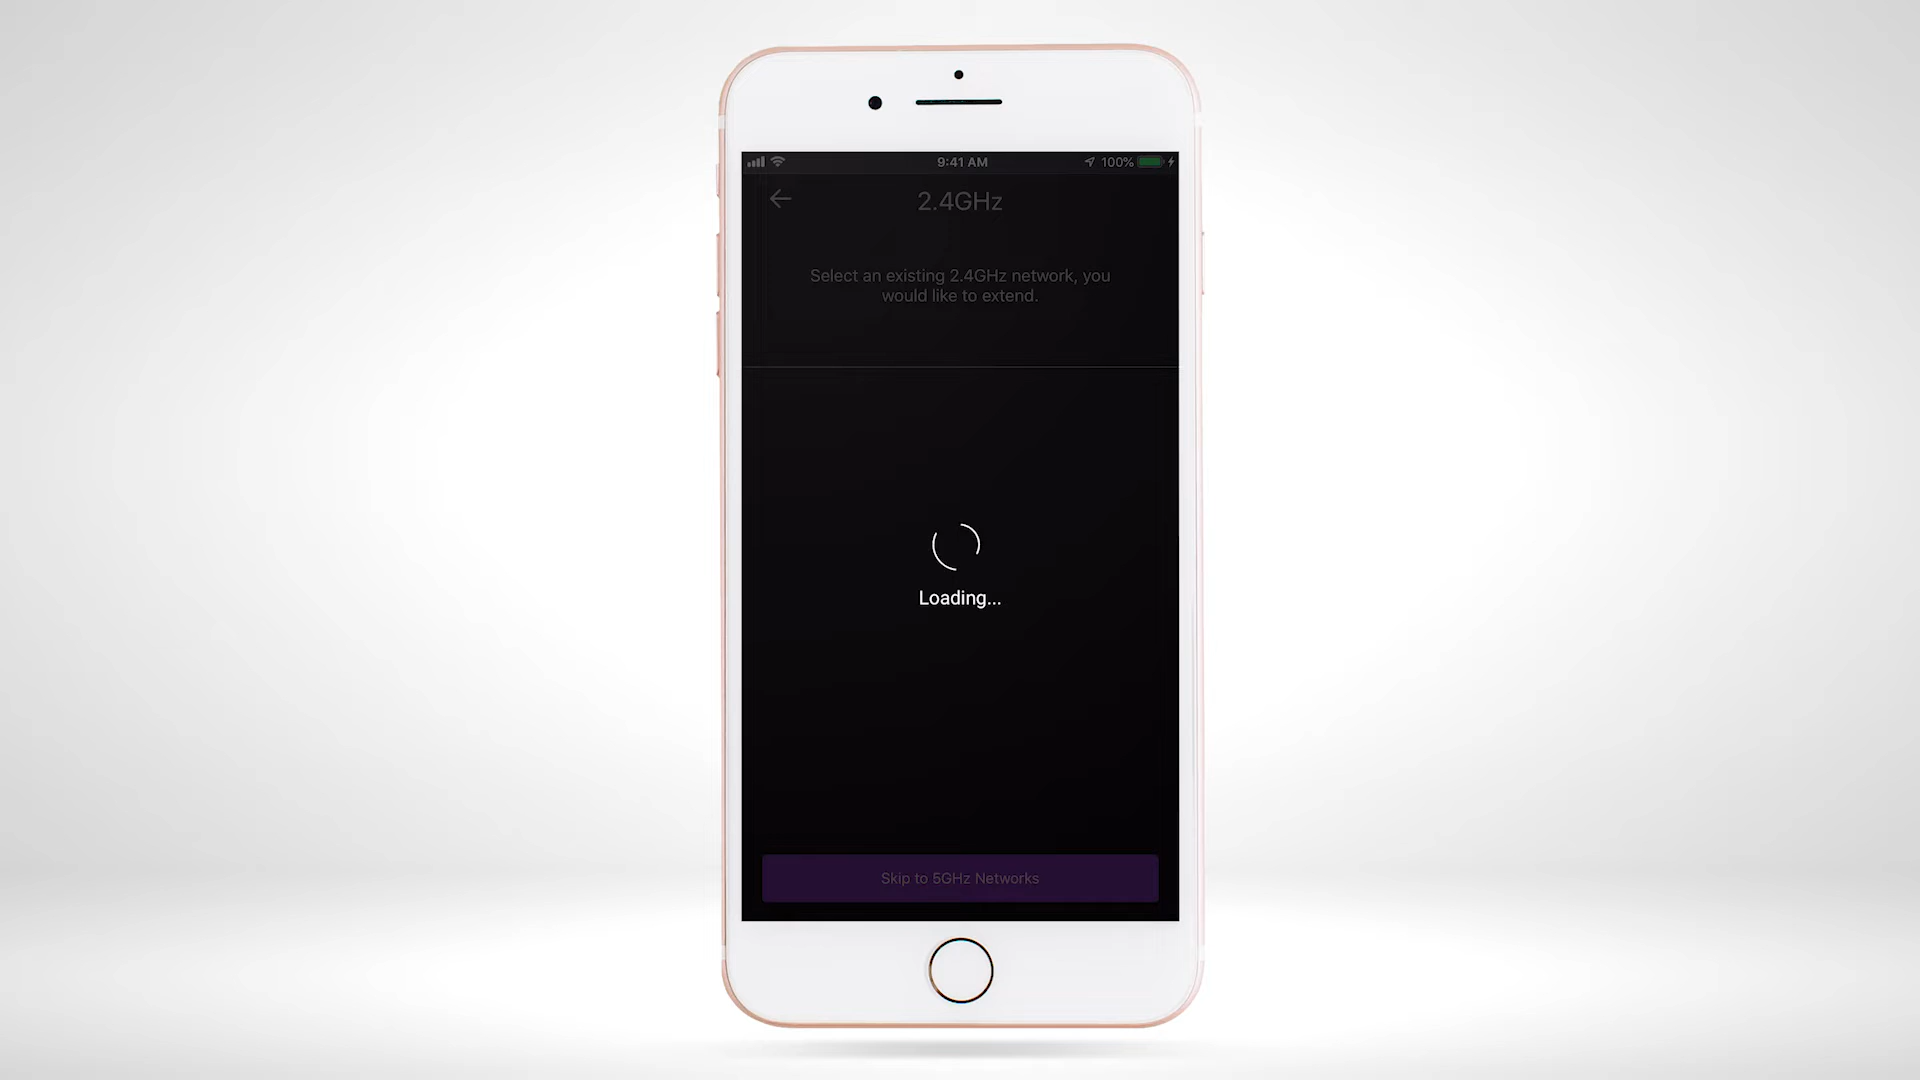 9:41 AM
100%
2.4GHz
Select an existing 2.4GHz network, you
would like to extend.
Loading...
Skip to 5GHz Networks